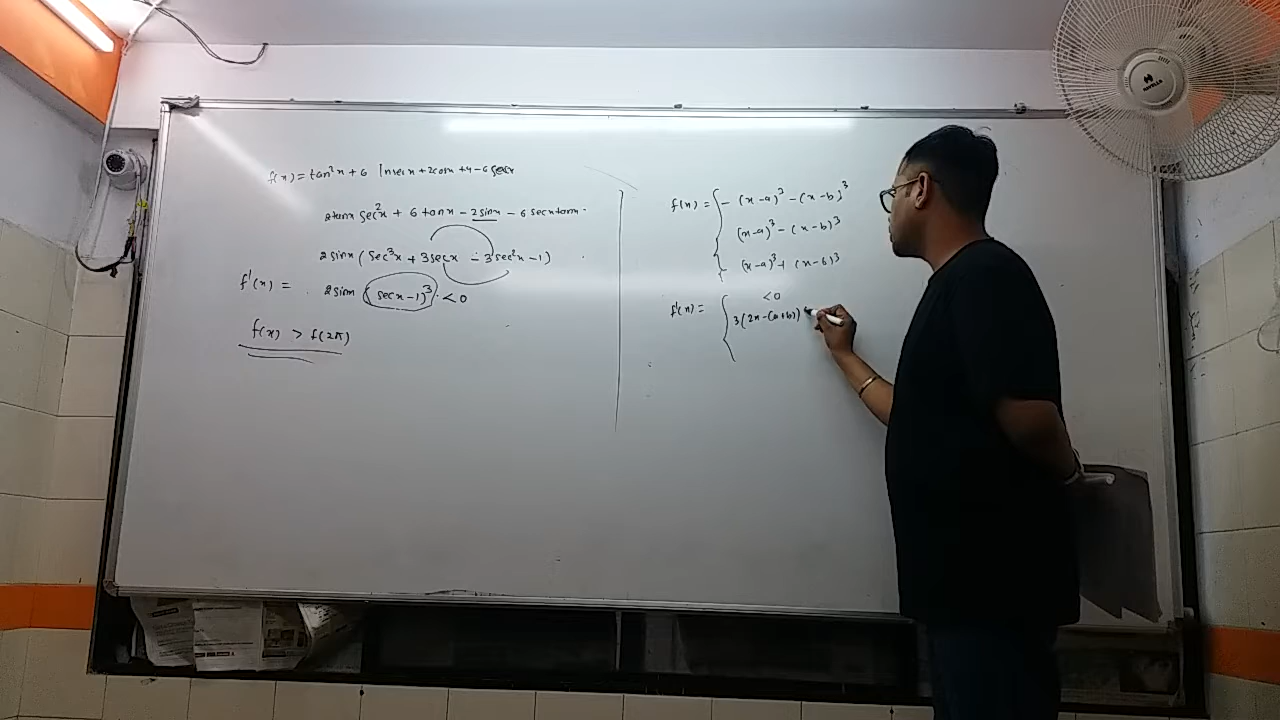 f(x) = tan²x + 6 ln secx + 2cosx + 4 - 6 secx
2tanx sec²x + 6 tanx - 2sinx - 6 secx tanx.
2sinx (sec³x + 3secx - 3sec²x - 1)
f'(x) = 2sinx (secx - 1)³ < 0
f(x) > f(2π)
f(x) = { - (x-a)³ - (x-b)³
(x-a)³ - (x-b)³
(x-a)³ + (x-b)³
f'(x) = { <0
3(2x-(a+b))
HAVELLS